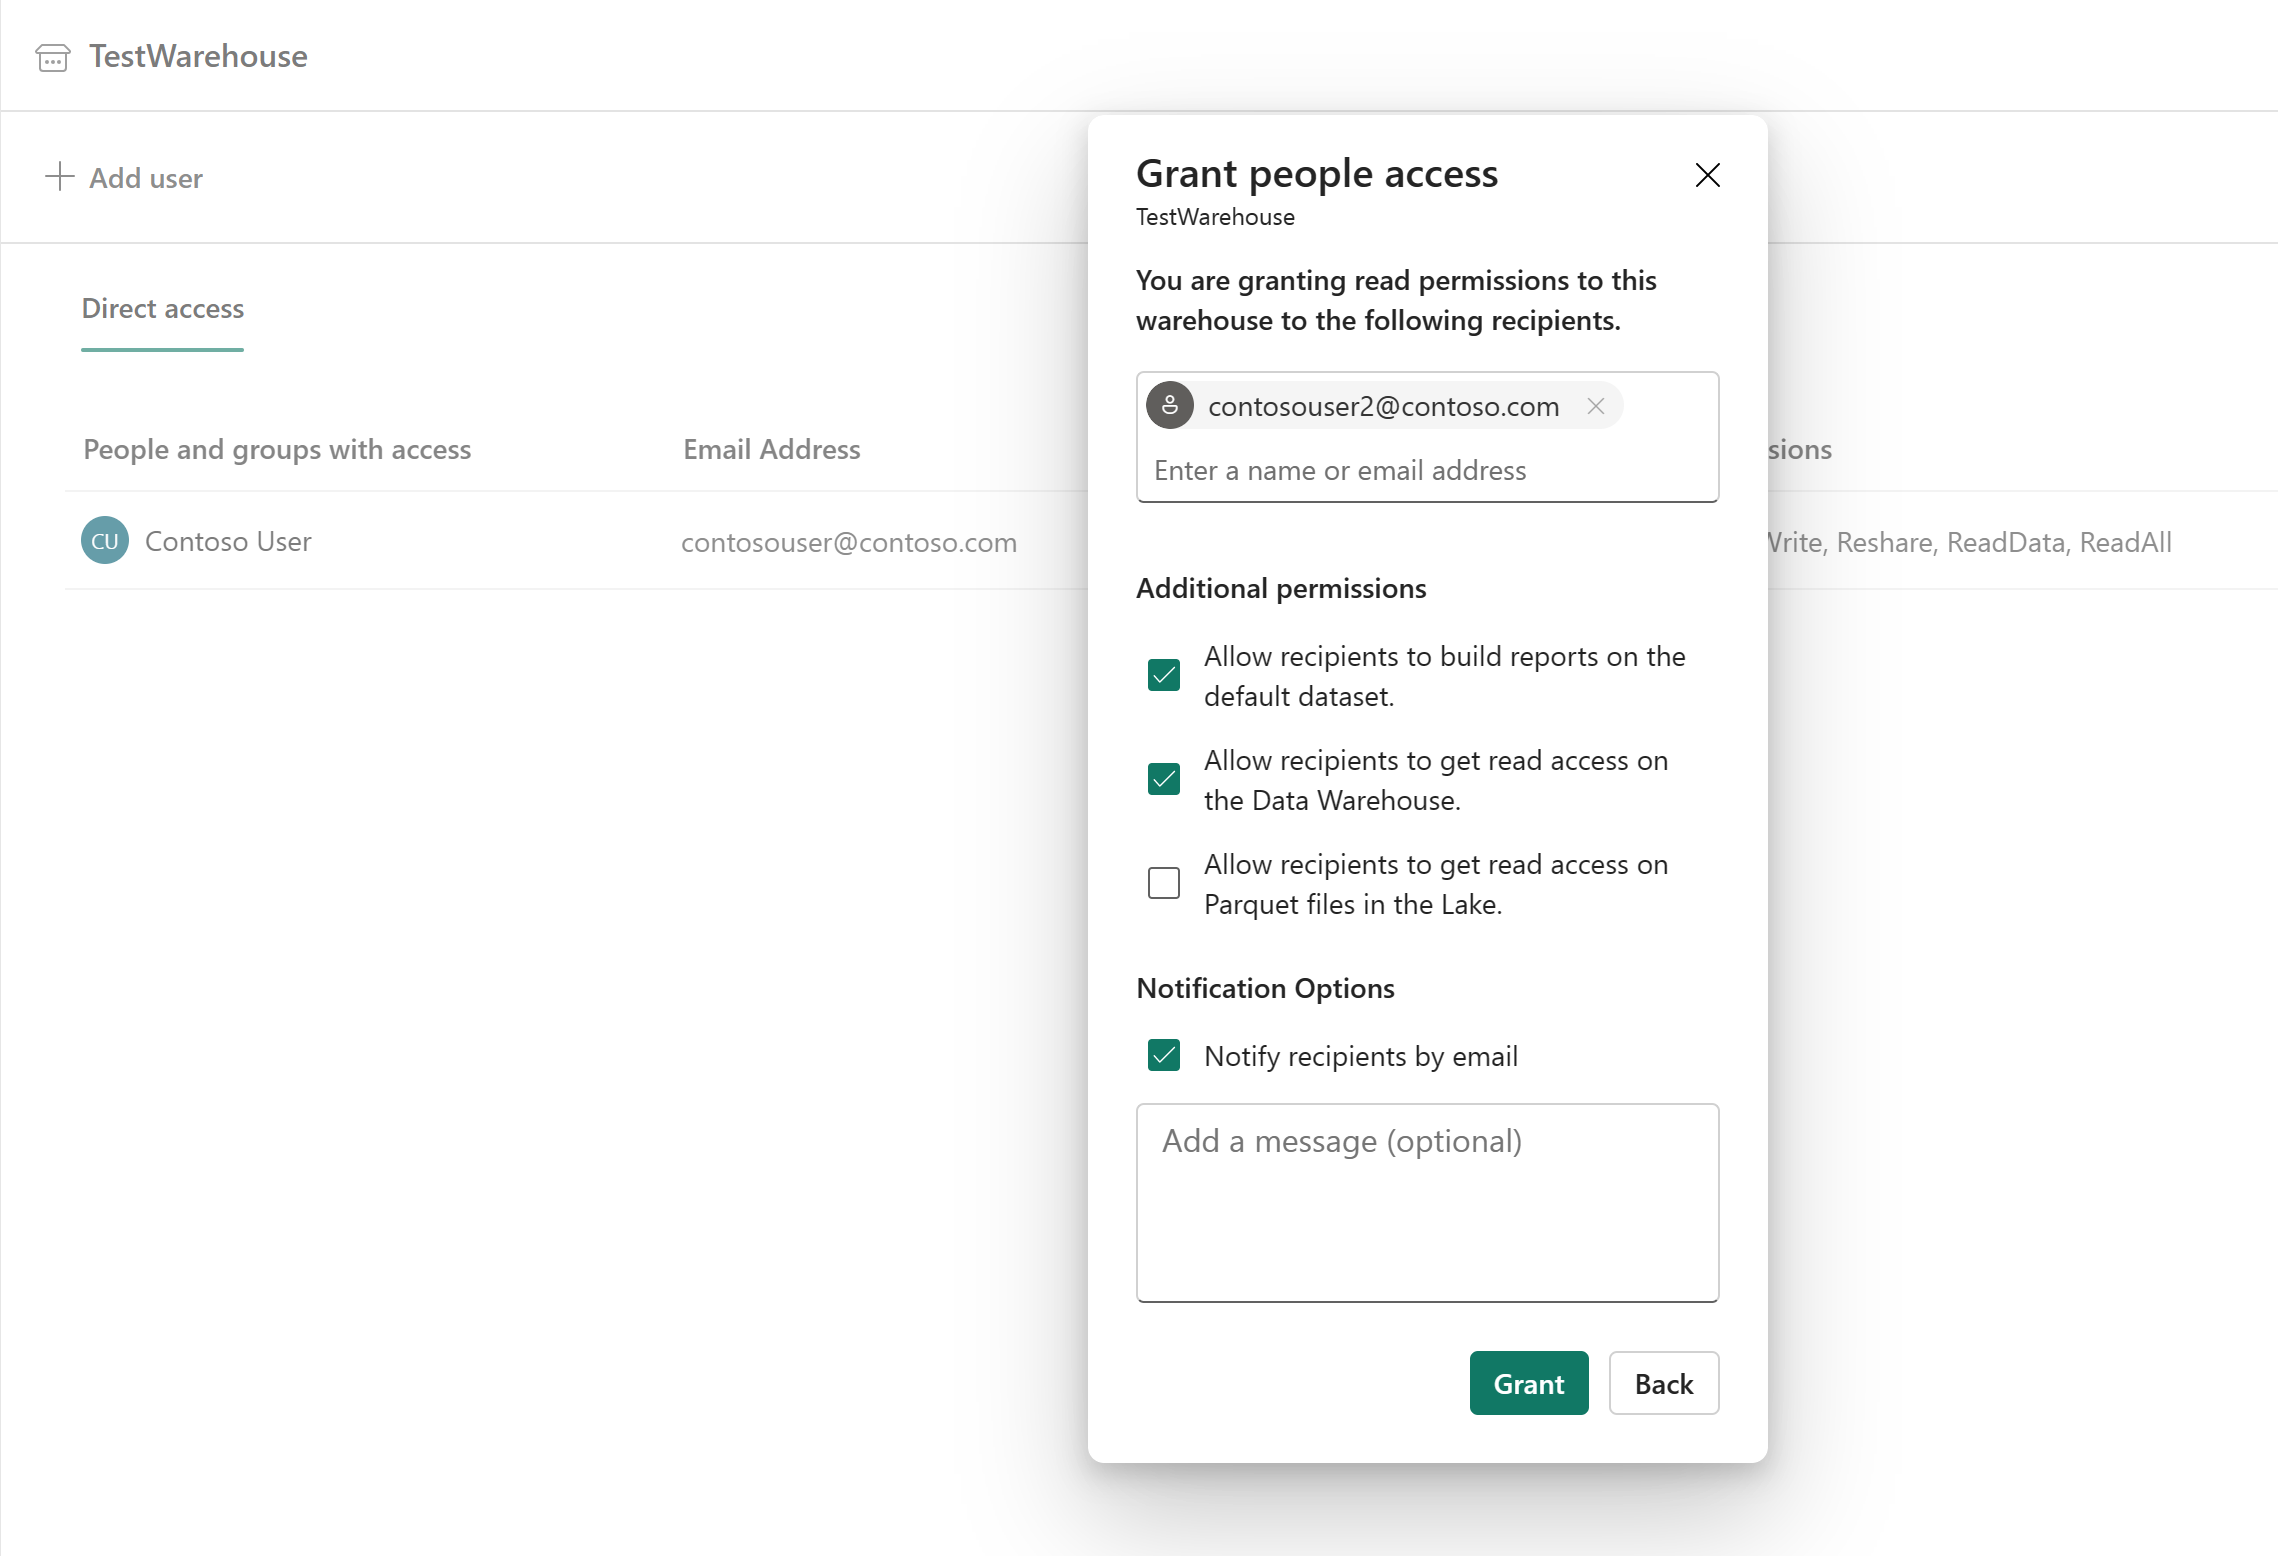 TestWarehouse
Add user
Direct access
People and groups with access
Email Address
CU
Contoso User
contosouser@contoso.com
Reshare, ReadData, ReadAll
Grant people access
TestWarehouse
You are granting read permissions to this
warehouse to the following recipients.
contosouser2@contoso.com
Enter a name or email address
Additional permissions
Allow recipients to build reports on the
default dataset.
Allow recipients to get read access on
the Data Warehouse.
Allow recipients to get read access on
Parquet files in the Lake.
Notification Options
Notify recipients by email
Add a message (optional)
Grant
Back